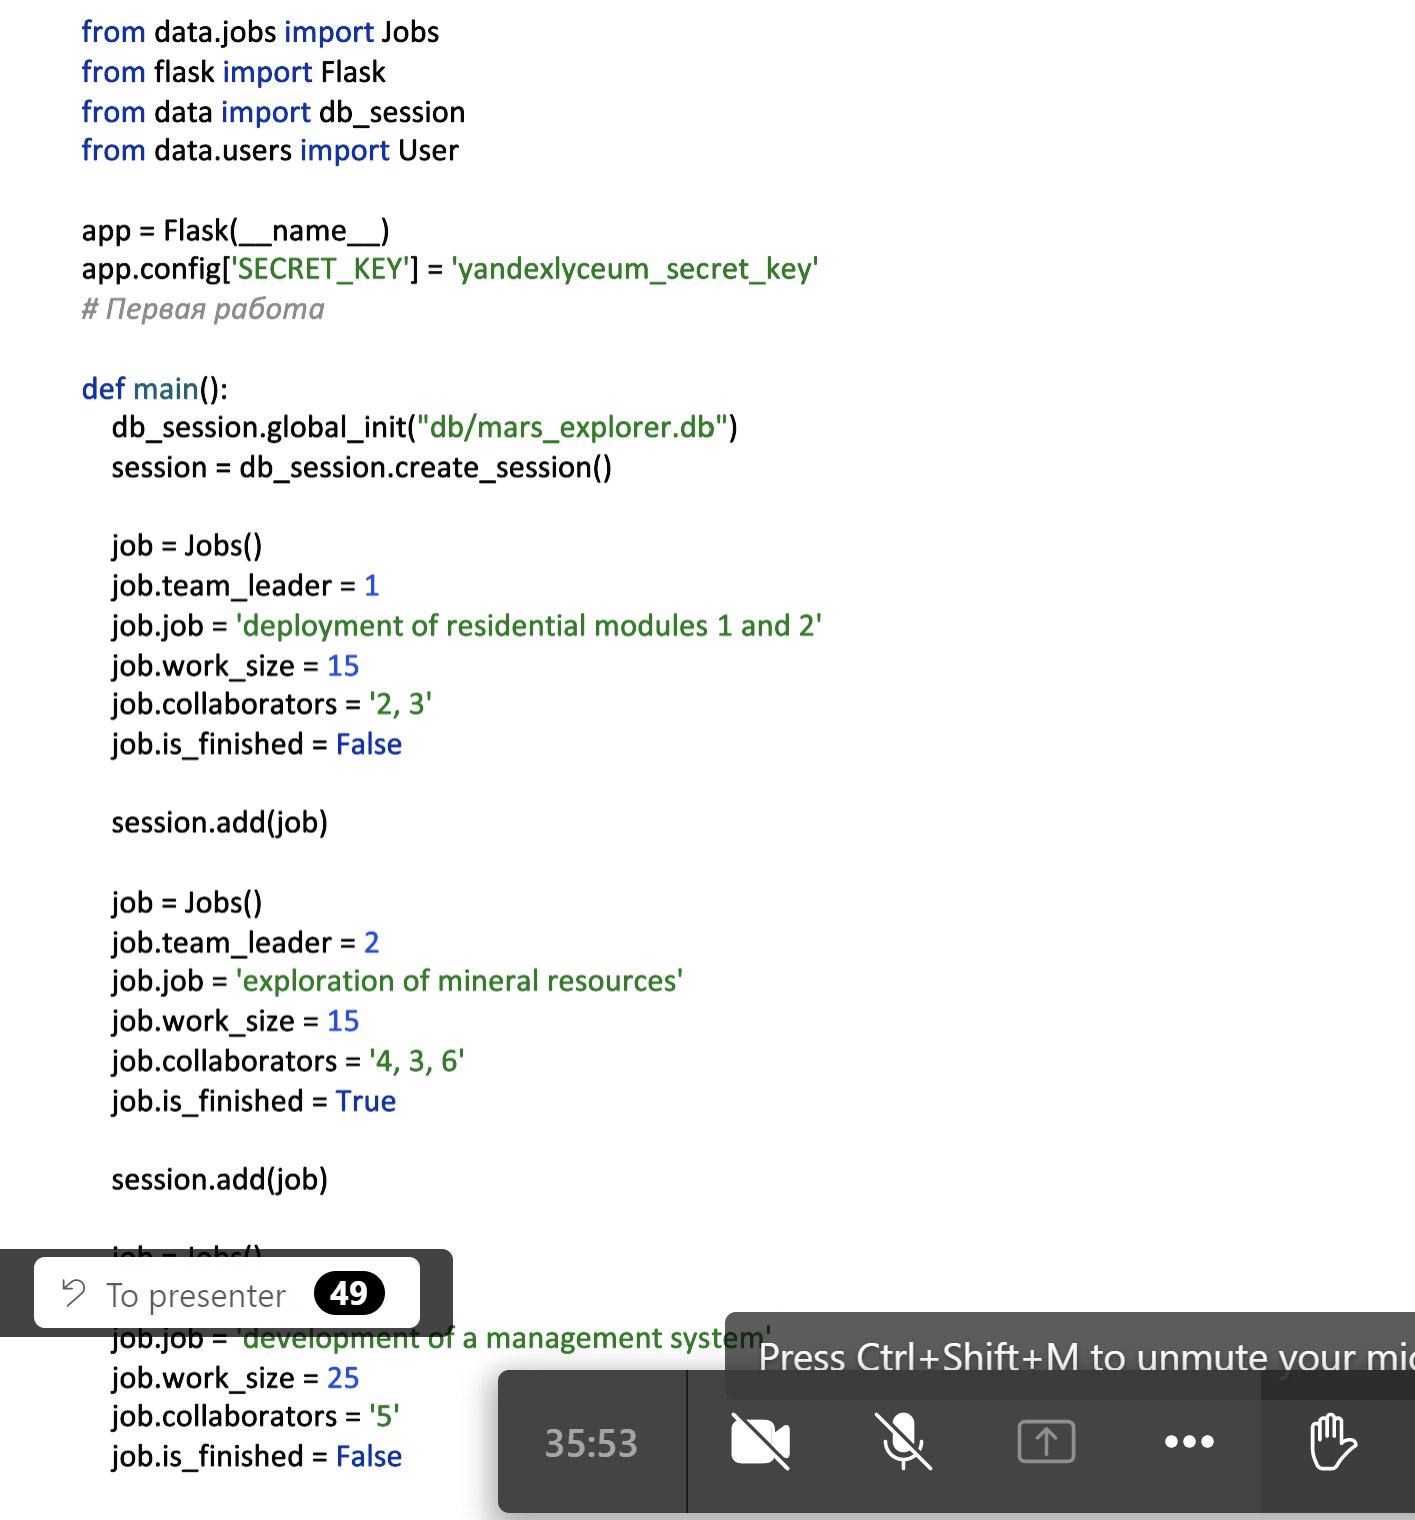 from data.jobs import Jobs
from flask import Flask
from data import db_session
from data.users import User
app = Flask(__name__)
app.config['SECRET_KEY'] = 'yandexlyceum_secret_key'
# Первая работа
def main():
db_session.global_init("db/mars_explorer.db")
session = db_session.create_session()
job = Jobs()
job.team_leader = 1
job.job = 'deployment of residential modules 1 and 2'
job.work_size = 15
job.collaborators = '2, 3'
job.is_finished = False
session.add(job)
job = Jobs()
job.team_leader = 2
job.job = 'exploration of mineral resources'
job.work_size = 15
job.collaborators = '4, 3, 6'
job.is_finished = True
session.add(job)
job = Jobs()
To presenter 49
job.job = 'development of a management system'
Press Ctrl+Shift+M to unmute your
job.work_size = 25
job.collaborators = '5'
35:53
job.is_finished = False